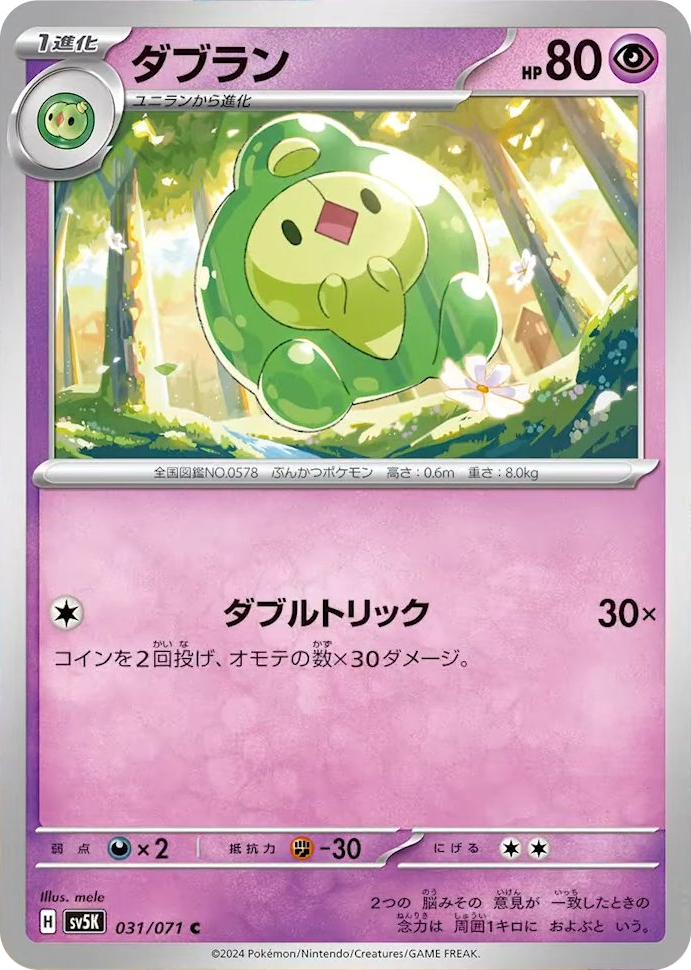 1進化
ダブラン
HP80
ユニランから進化
全国図鑑NO.0578 ぶんかつポケモン 高さ:0.6m 重さ:8.0kg
ダブルトリック 30×
コインを2回投げ、オモテの数×30ダメージ。
弱点 ×2 抵抗力 -30 にげる
Illus. mele
2つの 脳みその 意見が 一致したときの
念力は 周囲1キロに およぶと いう。
H sv5K 031/071 C
©2024 Pokémon/Nintendo/Creatures/GAME FREAK.